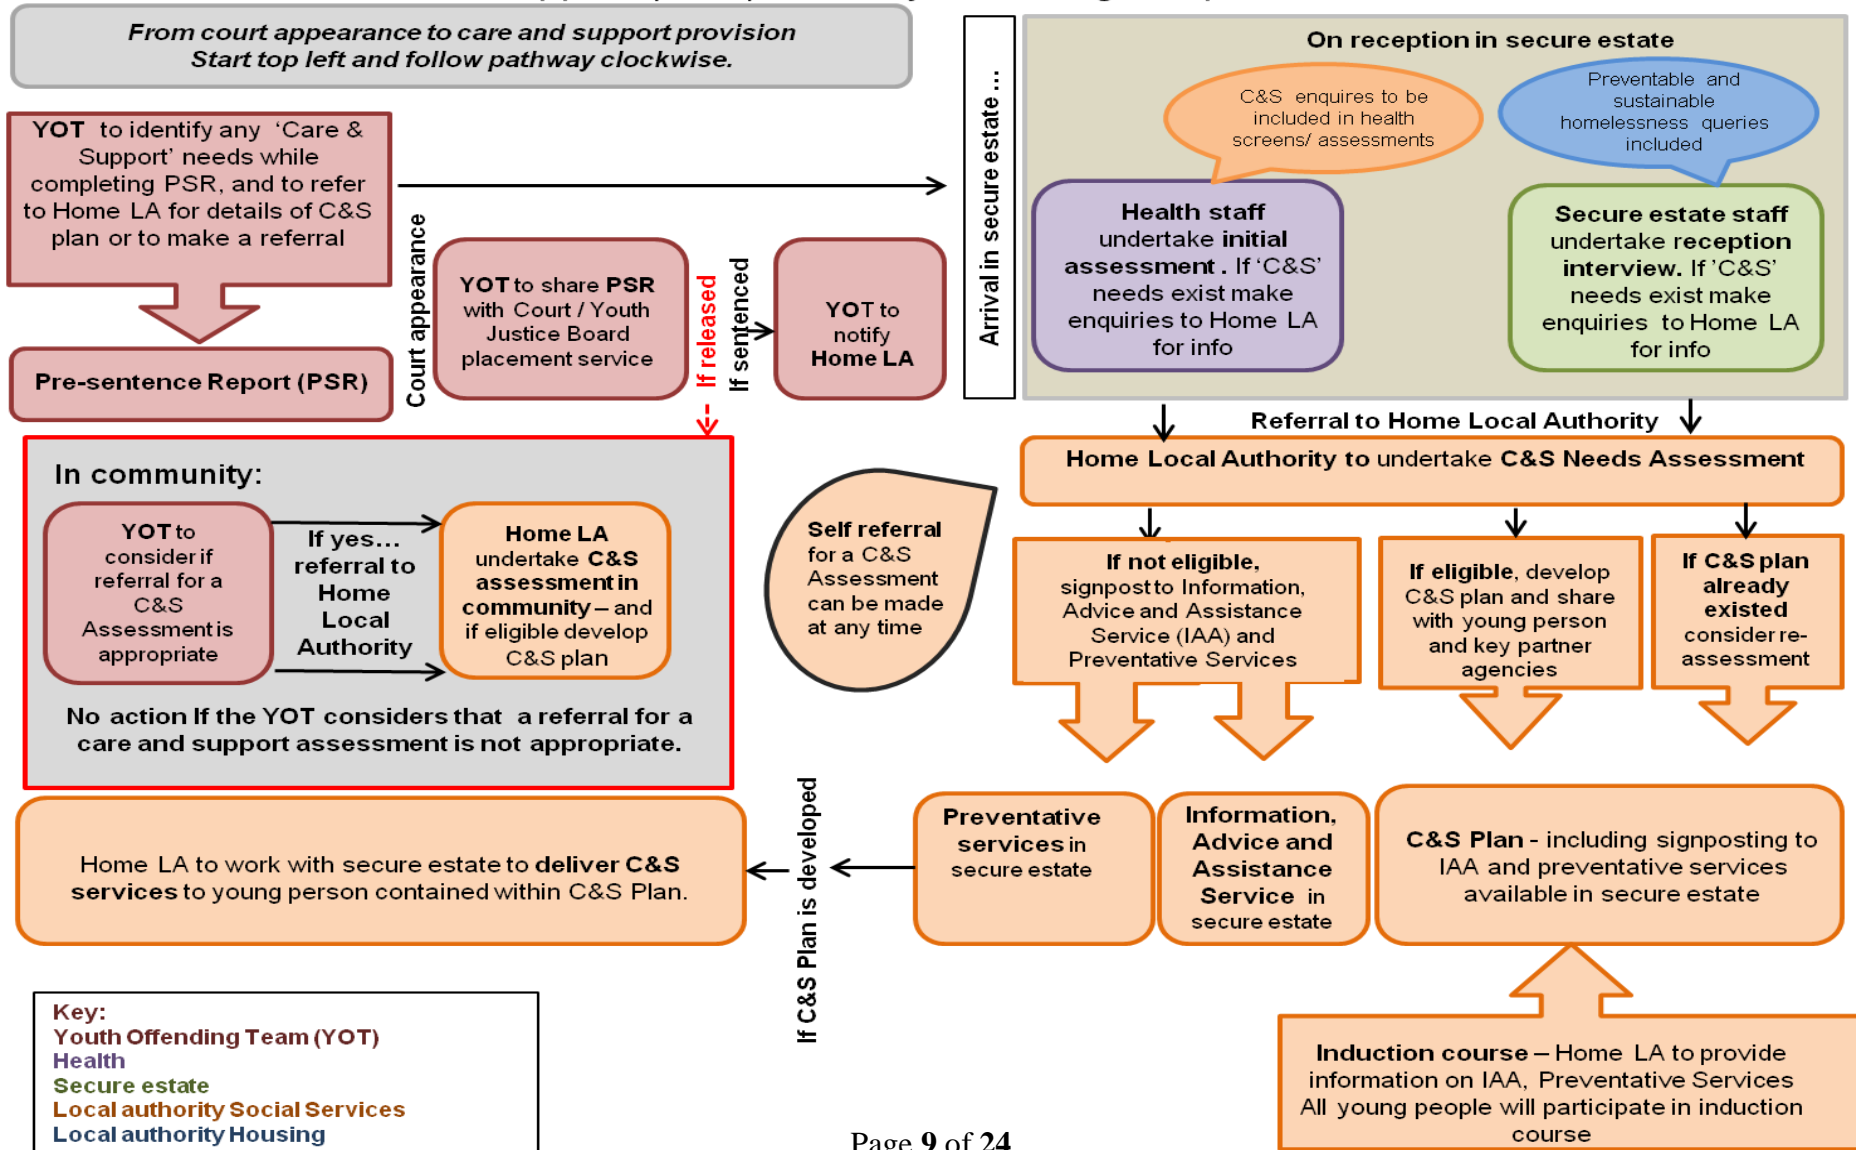 From court appearance to care and support provision
Start top left and follow pathway clockwise.
YOT to identify any ‘Care &
Support’ needs while
completing PSR, and to refer
to Home LA for details of C&S
plan or to make a referral
Pre-sentence Report (PSR)
Court appearance
YOT to share PSR
with Court / Youth
Justice Board
placement service
If released
If sentenced
YOT to
notify
Home LA
Arrival in secure estate ...
On reception in secure estate
C&S enquires to be
included in health
screens/ assessments
Preventable and
sustainable
homelessness queries
included
Health staff
undertake initial
assessment . If ‘C&S’
needs exist make
enquiries to Home LA
for info
Secure estate staff
undertake reception
interview. If ’C&S’
needs exist make
enquiries to Home LA
for info
Referral to Home Local Authority
Home Local Authority to undertake C&S Needs Assessment
If not eligible,
signpost to Information,
Advice and Assistance
Service (IAA) and
Preventative Services
If eligible, develop
C&S plan and share
with young person
and key partner
agencies
If C&S plan
already
existed
consider re-
assessment
Self referral
for a C&S
Assessment
can be made
at any time
In community:
YOT to
consider if
referral for a
C&S
Assessment is
appropriate
If yes…
referral to
Home
Local
Authority
Home LA
undertake C&S
assessment in
community – and
if eligible develop
C&S plan
No action If the YOT considers that a referral for a
care and support assessment is not appropriate.
Preventative
services in
secure estate
Information,
Advice and
Assistance
Service in
secure estate
C&S Plan - including signposting to
IAA and preventative services
available in secure estate
If C&S Plan is developed
Home LA to work with secure estate to deliver C&S
services to young person contained within C&S Plan.
Induction course – Home LA to provide
information on IAA, Preventative Services
All young people will participate in induction
course
Key:
Youth Offending Team (YOT)
Health
Secure estate
Local authority Social Services
Local authority Housing
Page 9 of 24